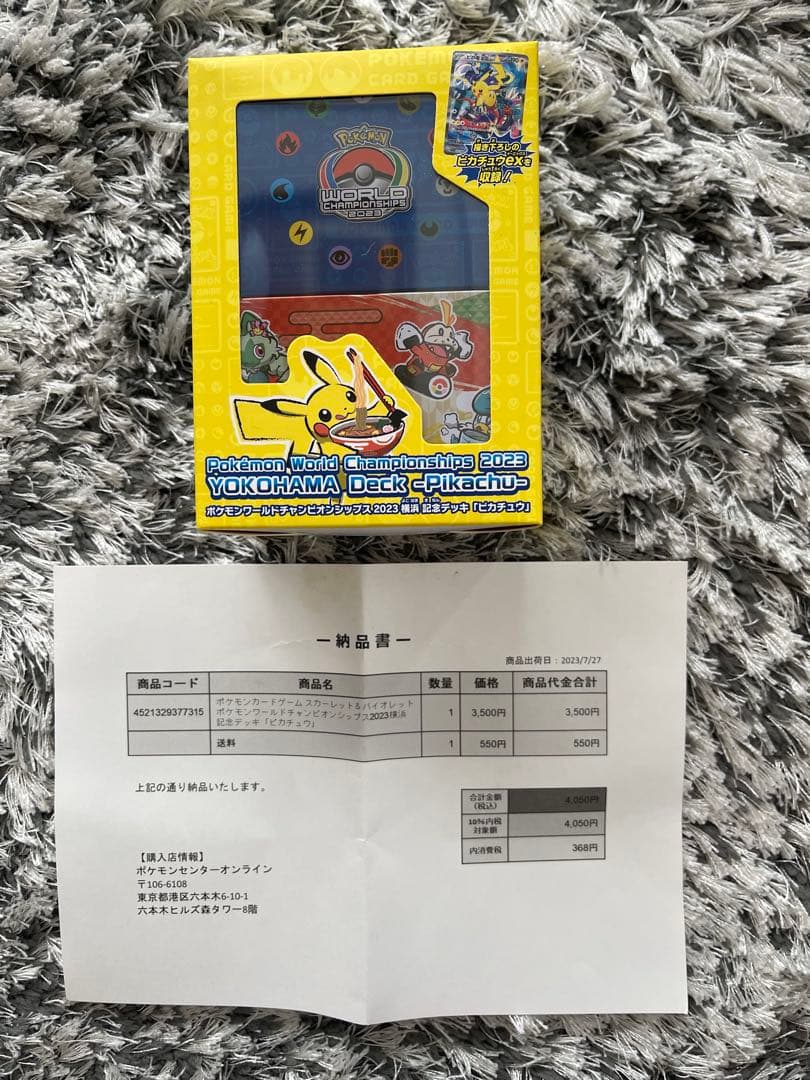 POKÉMON
CARD GAME
描き下ろしの
ピカチュウexを
収録!
POKÉMON
WORLD
CHAMPIONSHIPS
2023
Pokémon World Championships 2023
YOKOHAMA Deck -Pikachu-
ポケモンワールドチャンピオンシップス2023 横浜 記念デッキ「ピカチュウ」
ー納品書ー
商品出荷日:2023/7/27
商品コード 商品名 数量 価格 商品代金合計
4521329377315 ポケモンカードゲーム スカーレット&バイオレット
ポケモンワールドチャンピオンシップス2023横浜
記念デッキ「ピカチュウ」 1 3,500円 3,500円
送料 1 550円 550円
上記の通り納品いたします。
合計金額
(税込) 4,050円
10%内税
対象額 4,050円
内消費税 368円
【購入店情報】
ポケモンセンターオンライン
〒106-6108
東京都港区六本木6-10-1
六本木ヒルズ森タワー8階